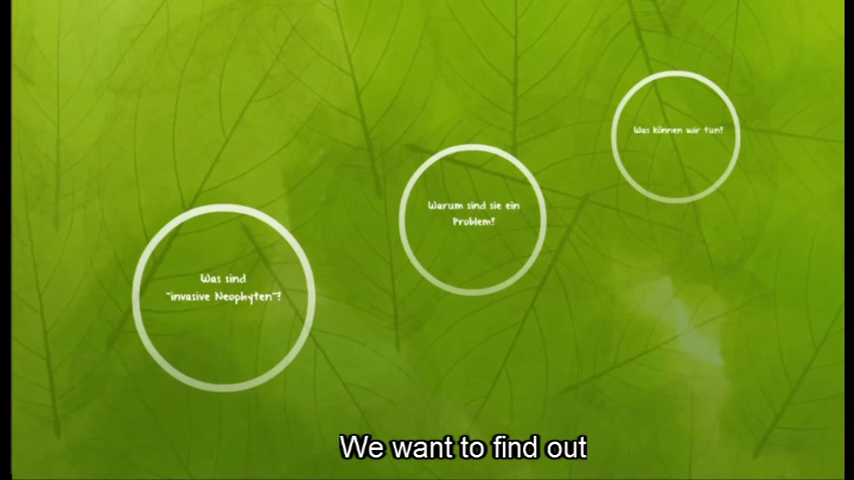 Was sind
"invasive Neophyten"?
Warum sind sie ein
Problem?
Was können wir tun?
We want to find out